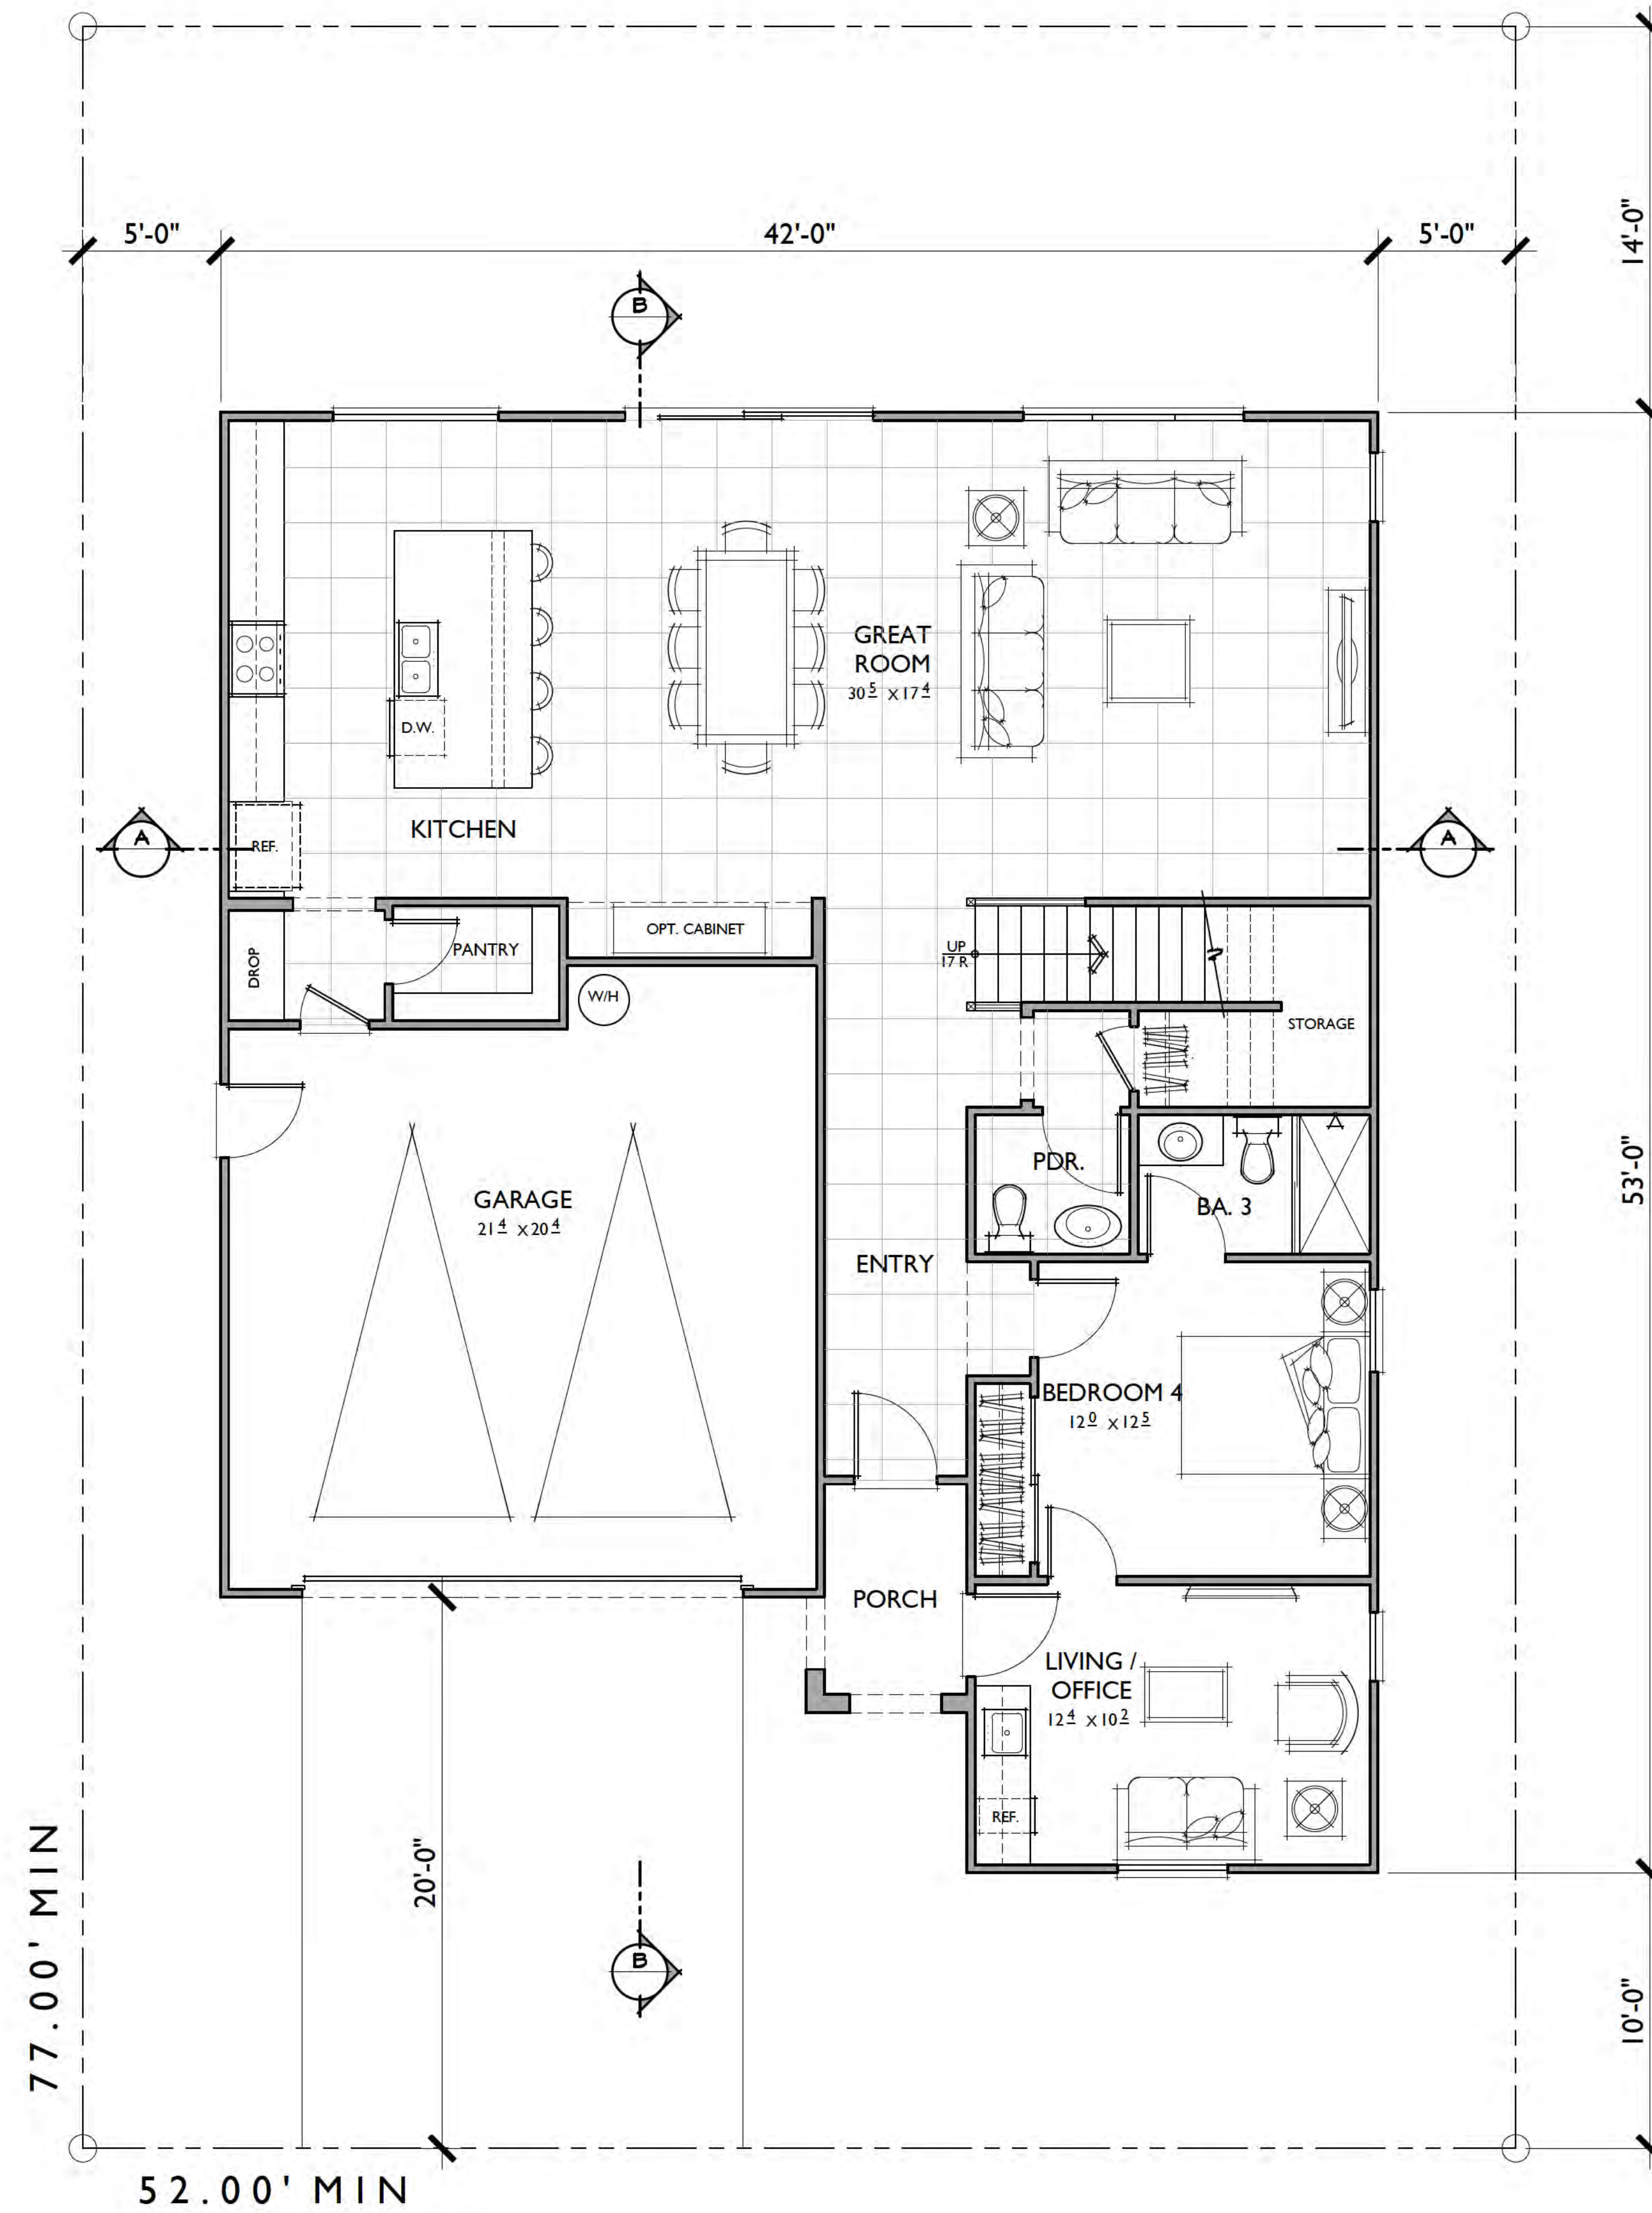 5'-0"
42'-0"
5'-0"
14'-0"
B
GREAT
ROOM
30 5 X 17 4
D.W.
KITCHEN
A
REF.
A
OPT. CABINET
PANTRY
DROP
UP
17 R
W/H
STORAGE
53'-0"
PDR.
BA. 3
GARAGE
21 4 X 20 4
ENTRY
BEDROOM 4
12 0 X 12 5
PORCH
LIVING /
OFFICE
12 4 X 10 2
REF.
20'-0"
B
10'-0"
77.00' MIN
52.00' MIN